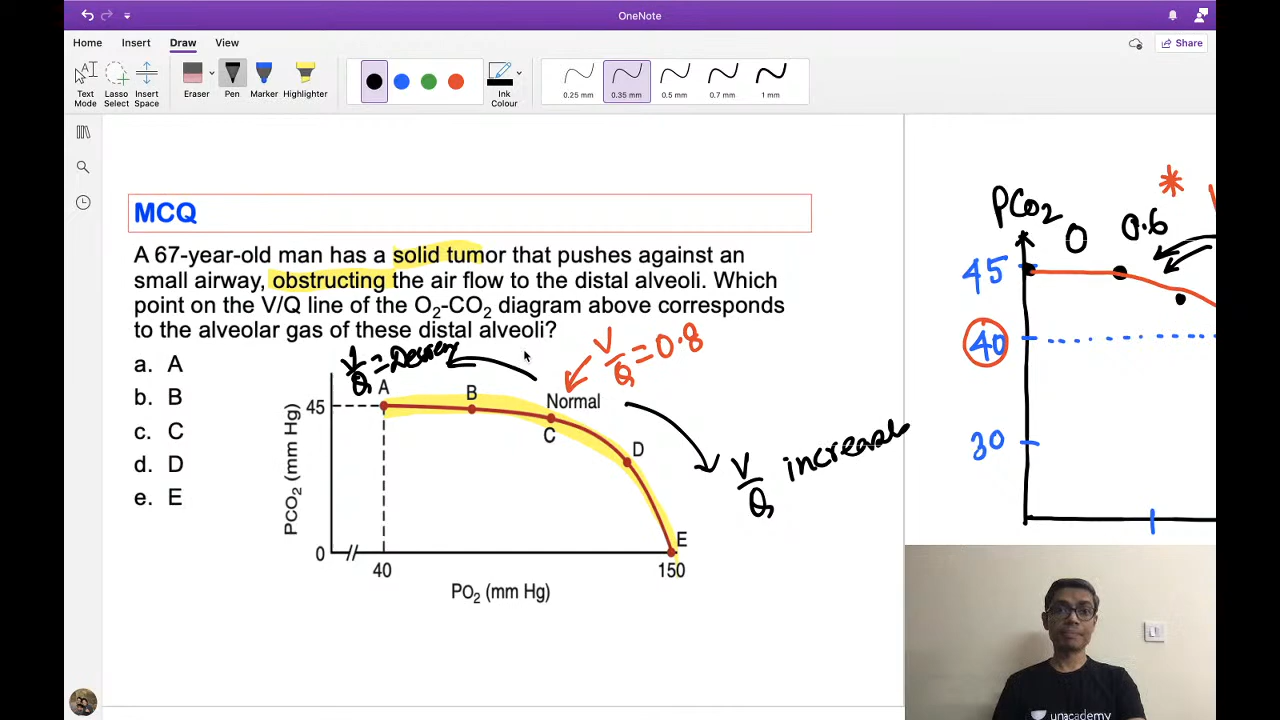 OneNote
Home Insert Draw View
Share
Text Mode
Lasso Select
Insert Space
Eraser
Pen
Marker
Highlighter
Ink Colour
0.25 mm
0.35 mm
0.5 mm
0.7 mm
1 mm
MCQ
A 67-year-old man has a solid tumor that pushes against an
small airway, obstructing the air flow to the distal alveoli. Which
point on the V/Q line of the O2-CO2 diagram above corresponds
to the alveolar gas of these distal alveoli?
a. A
b. B
c. C
d. D
e. E
V/Q = 0.8
A
B
Normal
C
D
E
V/Q increases
45
0
40
150
PCO2 (mm Hg)
PO2 (mm Hg)
PCO2
*
0
0.6
45
40
30
unacademy